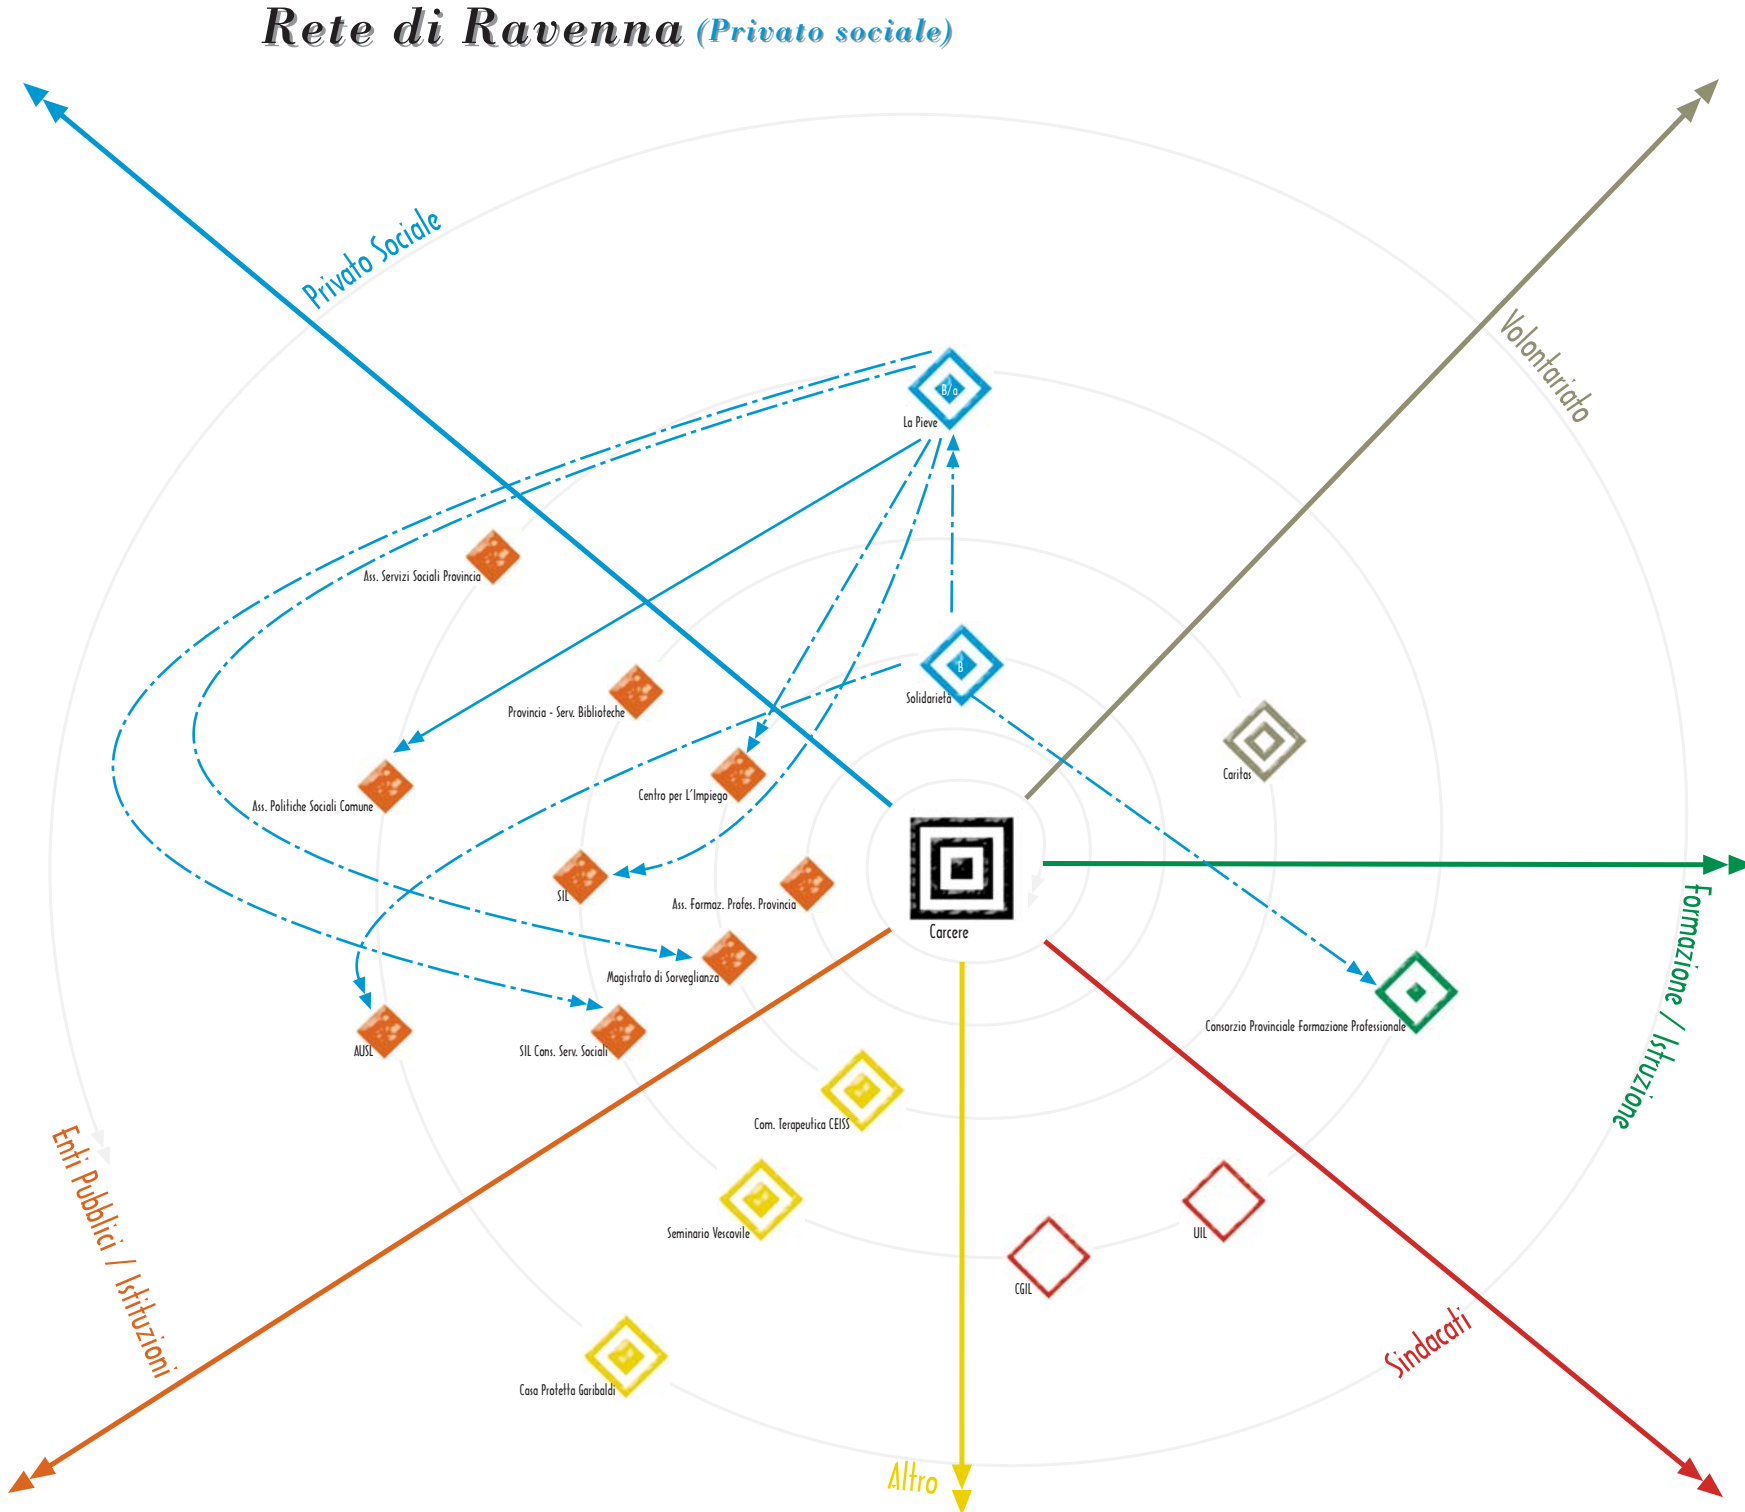 Rete di Ravenna (Privato sociale)
Privato Sociale
Volontariato
B/a
La Pieve
Ass. Servizi Sociali Provincia
B
Solidarietà
Provincia - Serv. Biblioteche
Caritas
Centro per L'Impiego
Ass. Politiche Sociali Comune
SIL
Ass. Formaz. Profes. Provincia
Carcere
Formazione / Istruzione
Magistrato di Sorveglianza
Consorzio Provinciale Formazione Professionale
AUSL
SIL Cons. Serv. Sociali
Com. Terapeutica CEISS
Enti Pubblici / Istituzioni
Seminario Vescovile
UIL
CGIL
Sindacati
Casa Protetta Garibaldi
Altro